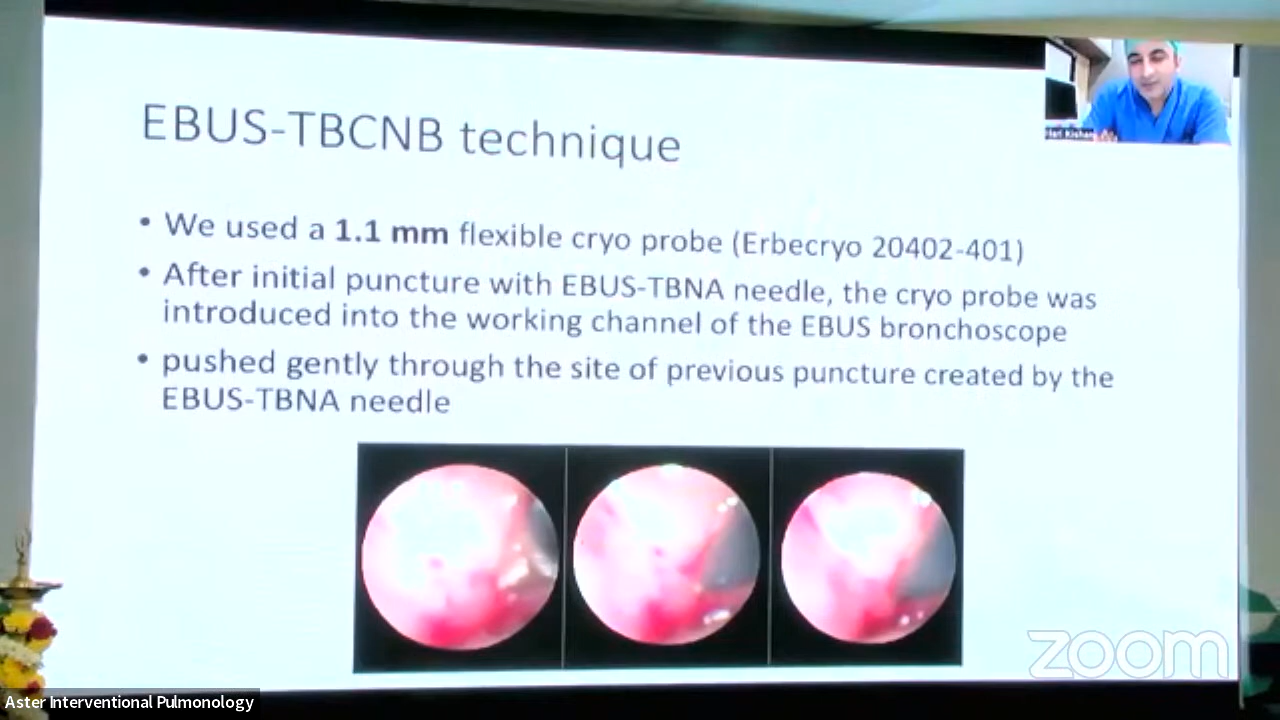 EBUS-TBCNB technique
Hari Kishan
• We used a 1.1 mm flexible cryo probe (Erbecryo 20402-401)
• After initial puncture with EBUS-TBNA needle, the cryo probe was
introduced into the working channel of the EBUS bronchoscope
• pushed gently through the site of previous puncture created by the
EBUS-TBNA needle
zoom
Aster Interventional Pulmonology